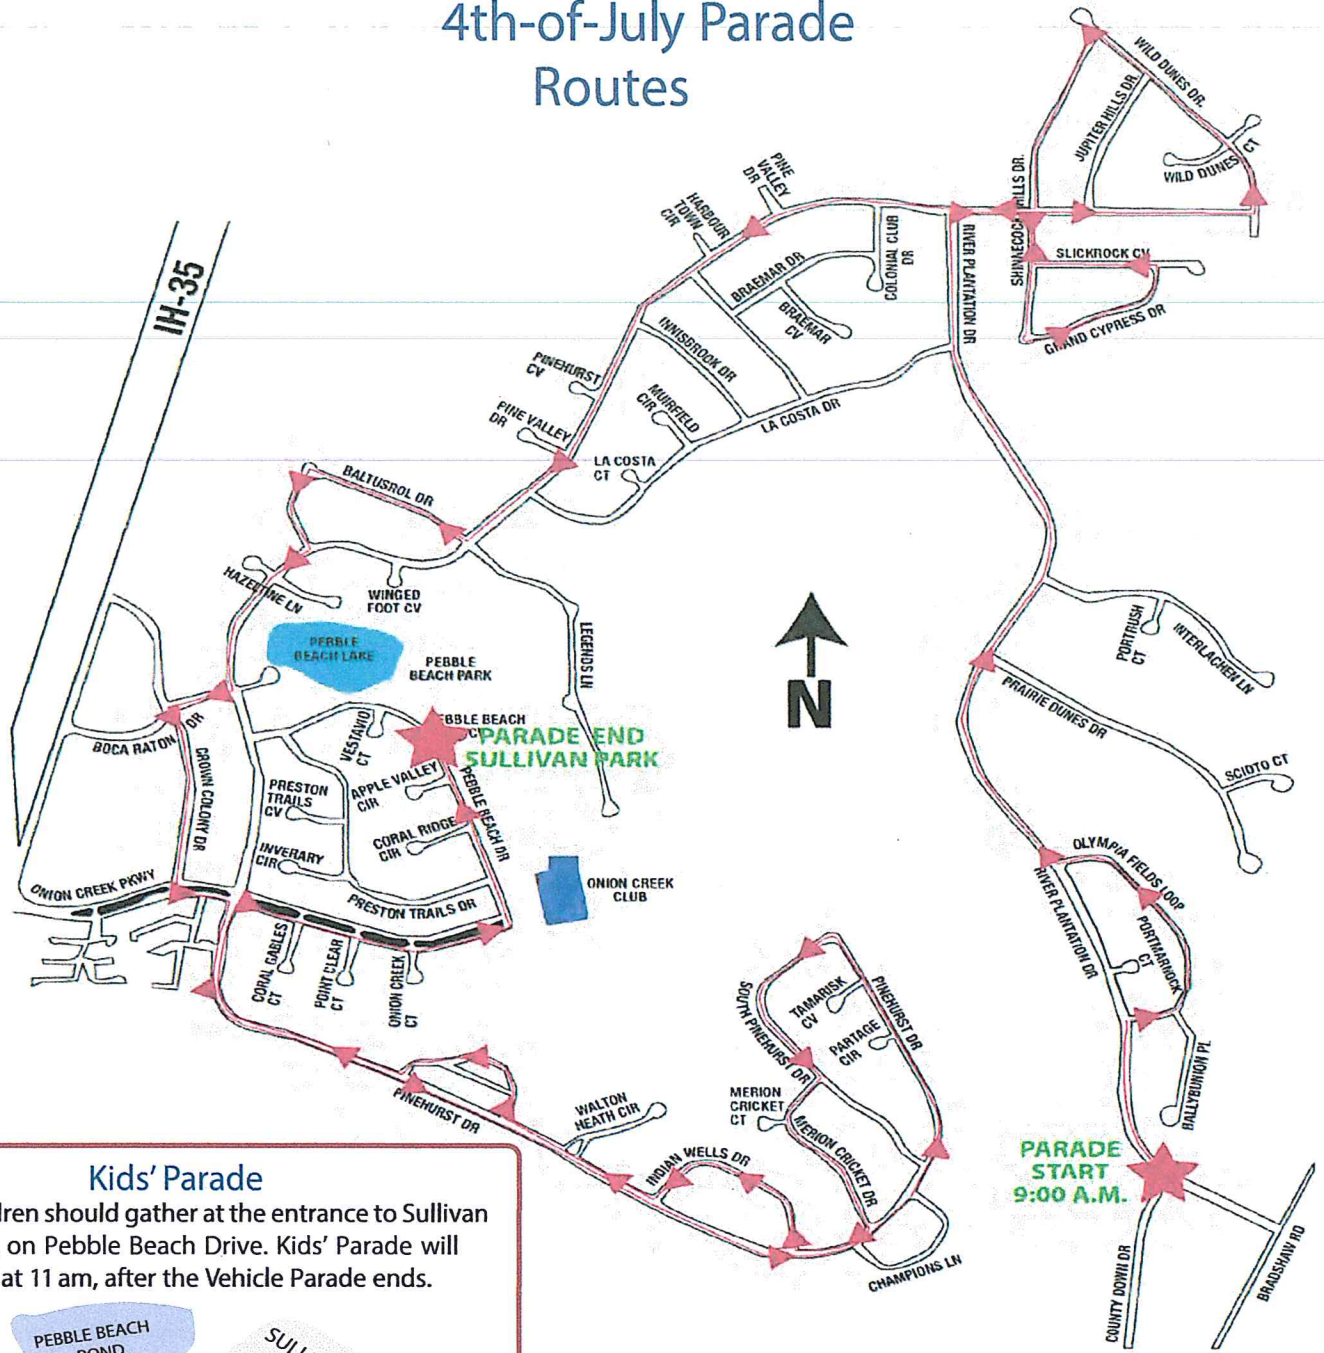 4th-of-July Parade
Routes
WILD DUNES DR.
JUPITER HILLS DR.
WILD DUNES
CT
PINE
VALLEY
DR
HARBOUR
TOWN
CIR
SLICKROCK CV
GRAND CYPRESS DR
RIVER PLANTATION DR
COLONIAL CLUB
DR
BRAEMAR DR
BRAEMAR
CV
IH-35
INNISBROOK DR
PINEHURST
CV
MUIRFIELD
CIR
LA COSTA DR
PINE VALLEY
DR
LA COSTA
CT
BALTUSROL DR
HAZELTINE LN
WINGED
FOOT CV
PEBBLE
BEACH LAKE
PEBBLE
BEACH PARK
LEGENDS LN
N
PORTRUSH
CT
INTERLACHEN LN
PRAIRIE DUNES DR
SCIOTO CT
BOCA RATON DR
CROWN COLONY DR
VESTAVIO
CT
EBBLE BEACH
PARADE END
SULLIVAN PARK
APPLE VALLEY
CIR
PEBBLE BEACH DR
PRESTON
TRAILS
CV
CORAL RIDGE
CIR
INVERARY
CIR
PRESTON TRAILS DR
ONION CREEK PKWY
ONION CREEK
CLUB
CORAL GABLES
CT
POINT CLEAR
CT
ONION CREEK
CT
OLYMPIA FIELDS LOOP
RIVER PLANTATION DR
PORTMARNOCK
CT
BALLYBUNION PL
SOUTH PINEHURST DR
TAMARISK
CV
PINEHURST DR
PARTAGE
CIR
MERION
CRICKET
CT
MERION CRICKET DR
PINEHURST DR
WALTON
HEATH CIR
INDIAN WELLS DR
CHAMPIONS LN
PARADE
START
9:00 A.M.
COUNTY DOWN DR
BRADSHAW RD
Kids' Parade
dren should gather at the entrance to Sullivan
on Pebble Beach Drive. Kids' Parade will
at 11 am, after the Vehicle Parade ends.
PEBBLE BEACH
POND